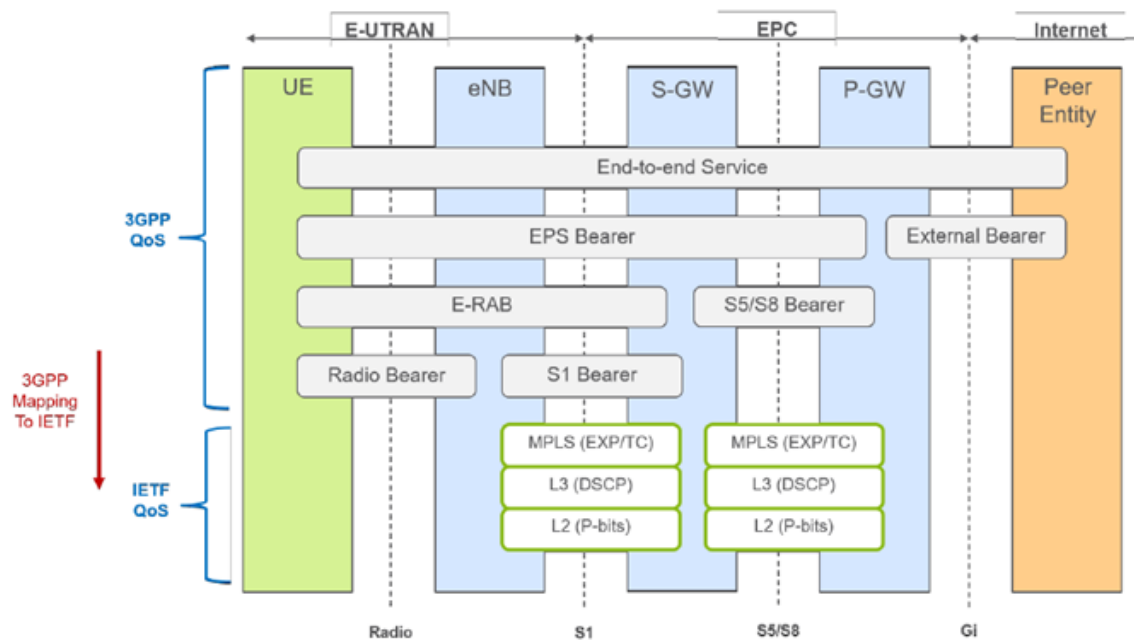 E-UTRAN
EPC
Internet
UE
eNB
S-GW
P-GW
Peer
Entity
End-to-end Service
3GPP
QoS
EPS Bearer
External Bearer
E-RAB
S5/S8 Bearer
Radio Bearer
S1 Bearer
3GPP
Mapping
To IETF
MPLS (EXP/TC)
MPLS (EXP/TC)
L3 (DSCP)
L3 (DSCP)
IETF
QoS
L2 (P-bits)
L2 (P-bits)
Radio
S1
S5/S8
Gi